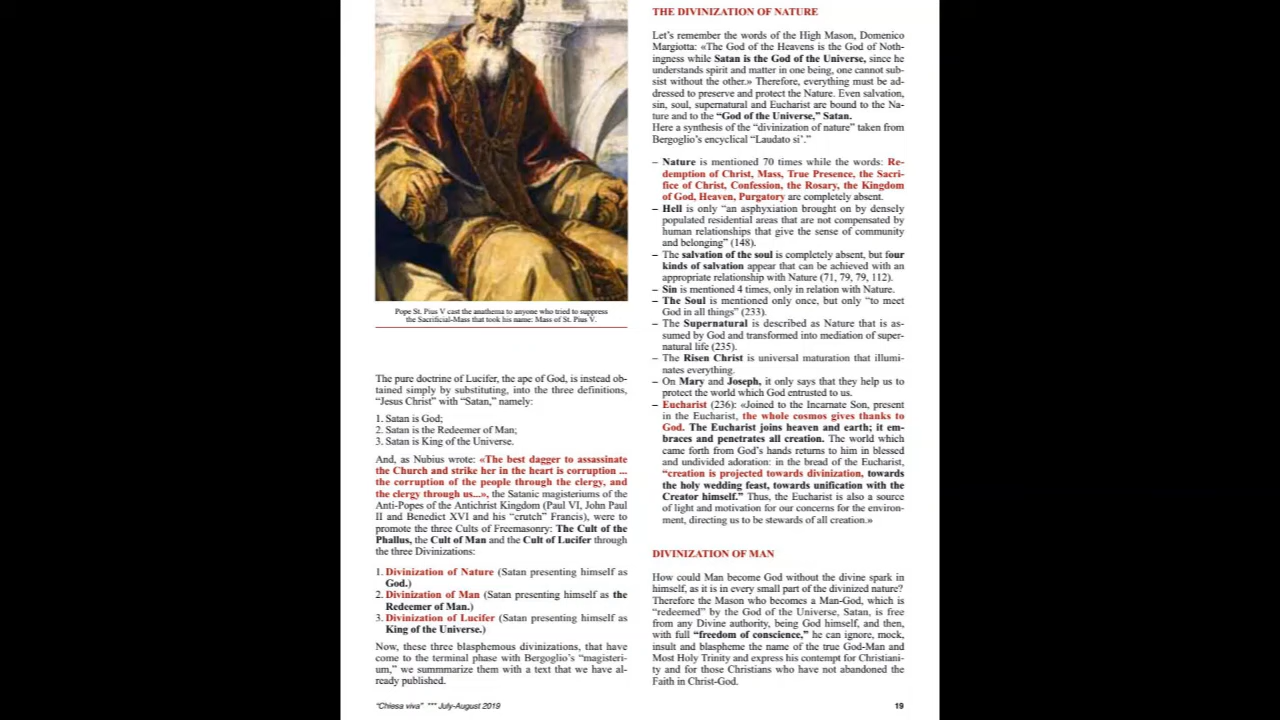 Pope St. Pius V cast the anathema to anyone who tried to suppress
the Sacrificial-Mass that took his name: Mass of St. Pius V.
The pure doctrine of Lucifer, the ape of God, is instead ob-
tained simply by substituting, into the three definitions,
“Jesus Christ” with “Satan,” namely:
1. Satan is God;
2. Satan is the Redeemer of Man;
3. Satan is King of the Universe.
And, as Nubius wrote: «The best dagger to assassinate
the Church and strike her in the heart is corruption ...
the corruption of the people through the clergy, and
the clergy through us...», the Satanic magisteriums of the
Anti-Popes of the Antichrist Kingdom (Paul VI, John Paul
II and Benedict XVI and his “crutch” Francis), were to
promote the three Cults of Freemasonry: The Cult of the
Phallus, the Cult of Man and the Cult of Lucifer through
the three Divinizations:
1. Divinization of Nature (Satan presenting himself as
God.)
2. Divinization of Man (Satan presenting himself as the
Redeemer of Man.)
3. Divinization of Lucifer (Satan presenting himself as
King of the Universe.)
Now, these three blasphemous divinizations, that have
come to the terminal phase with Bergoglio’s “magisteri-
um,” we summmarize them with a text that we have al-
ready published.
THE DIVINIZATION OF NATURE
Let’s remember the words of the High Mason, Domenico
Margiotta: «The God of the Heavens is the God of Noth-
ingness while Satan is the God of the Universe, since he
understands spirit and matter in one being, one cannot sub-
sist without the other.» Therefore, everything must be ad-
dressed to preserve and protect the Nature. Even salvation,
sin, soul, supernatural and Eucharist are bound to the Na-
ture and to the “God of the Universe,” Satan.
Here a synthesis of the “divinization of nature” taken from
Bergoglio’s encyclical “Laudato si’.”
– Nature is mentioned 70 times while the words: Re-
demption of Christ, Mass, True Presence, the Sacri-
fice of Christ, Confession, the Rosary, the Kingdom
of God, Heaven, Purgatory are completely absent.
– Hell is only “an asphyxiation brought on by densely
populated residential areas that are not compensated by
human relationships that give the sense of community
and belonging” (148).
– The salvation of the soul is completely absent, but four
kinds of salvation appear that can be achieved with an
appropriate relationship with Nature (71, 79, 79, 112).
– Sin is mentioned 4 times, only in relation with Nature.
– The Soul is mentioned only once, but only “to meet
God in all things” (233).
– The Supernatural is described as Nature that is as-
sumed by God and transformed into mediation of super-
natural life (235).
– The Risen Christ is universal maturation that illumi-
nates everything.
– On Mary and Joseph, it only says that they help us to
protect the world which God entrusted to us.
– Eucharist (236): «Joined to the Incarnate Son, present
in the Eucharist, the whole cosmos gives thanks to
God. The Eucharist joins heaven and earth; it em-
braces and penetrates all creation. The world which
came forth from God’s hands returns to him in blessed
and undivided adoration: in the bread of the Eucharist,
“creation is projected towards divinization, towards
the holy wedding feast, towards unification with the
Creator himself.” Thus, the Eucharist is also a source
of light and motivation for our concerns for the environ-
ment, directing us to be stewards of all creation.»
DIVINIZATION OF MAN
How could Man become God without the divine spark in
himself, as it is in every small part of the divinized nature?
Therefore the Mason who becomes a Man-God, which is
“redeemed” by the God of the Universe, Satan, is free
from any Divine authority, being God himself, and then,
with full “freedom of conscience,” he can ignore, mock,
insult and blaspheme the name of the true God-Man and
Most Holy Trinity and express his contempt for Christiani-
ty and for those Christians who have not abandoned the
Faith in Christ-God.
“Chiesa viva” *** July-August 2019
19